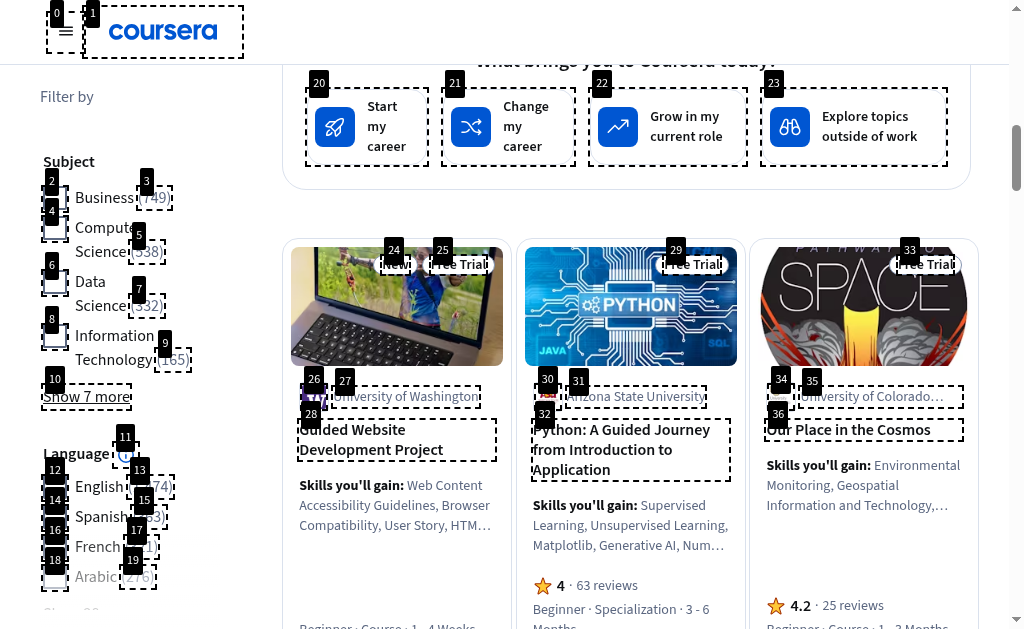 coursera
What brings you to Coursera today?
Filter by
Start
my
career
Change
my
career
Grow in my
current role
Explore topics
outside of work
Subject
Business (749)
Computer
Science (538)
Data
Science (332)
Information
Technology (165)
Show 7 more
Language
English
Spanish
French
Arabic (276)
New
Free Trial
University of Washington
Guided Website
Development Project
Skills you'll gain: Web Content
Accessibility Guidelines, Browser
Compatibility, User Story, HTM…
Beginner · Course · 1 - 4 Weeks
Free Trial
PYTHON
JAVA
SQL
Arizona State University
Python: A Guided Journey
from Introduction to
Application
Skills you'll gain: Supervised
Learning, Unsupervised Learning,
Matplotlib, Generative AI, Num…
4 · 63 reviews
Beginner · Specialization · 3 - 6
Months
PATHWAY TO
SPACE
Free Trial
University of Colorado…
Our Place in the Cosmos
Skills you'll gain: Environmental
Monitoring, Geospatial
Information and Technology,…
4.2 · 25 reviews
Beginner · Course · 1 - 3 Months
0
1
2
3
4
5
6
7
8
9
10
11
12
13
14
15
16
17
18
19
20
21
22
23
24
25
26
27
28
29
30
31
32
33
34
35
36